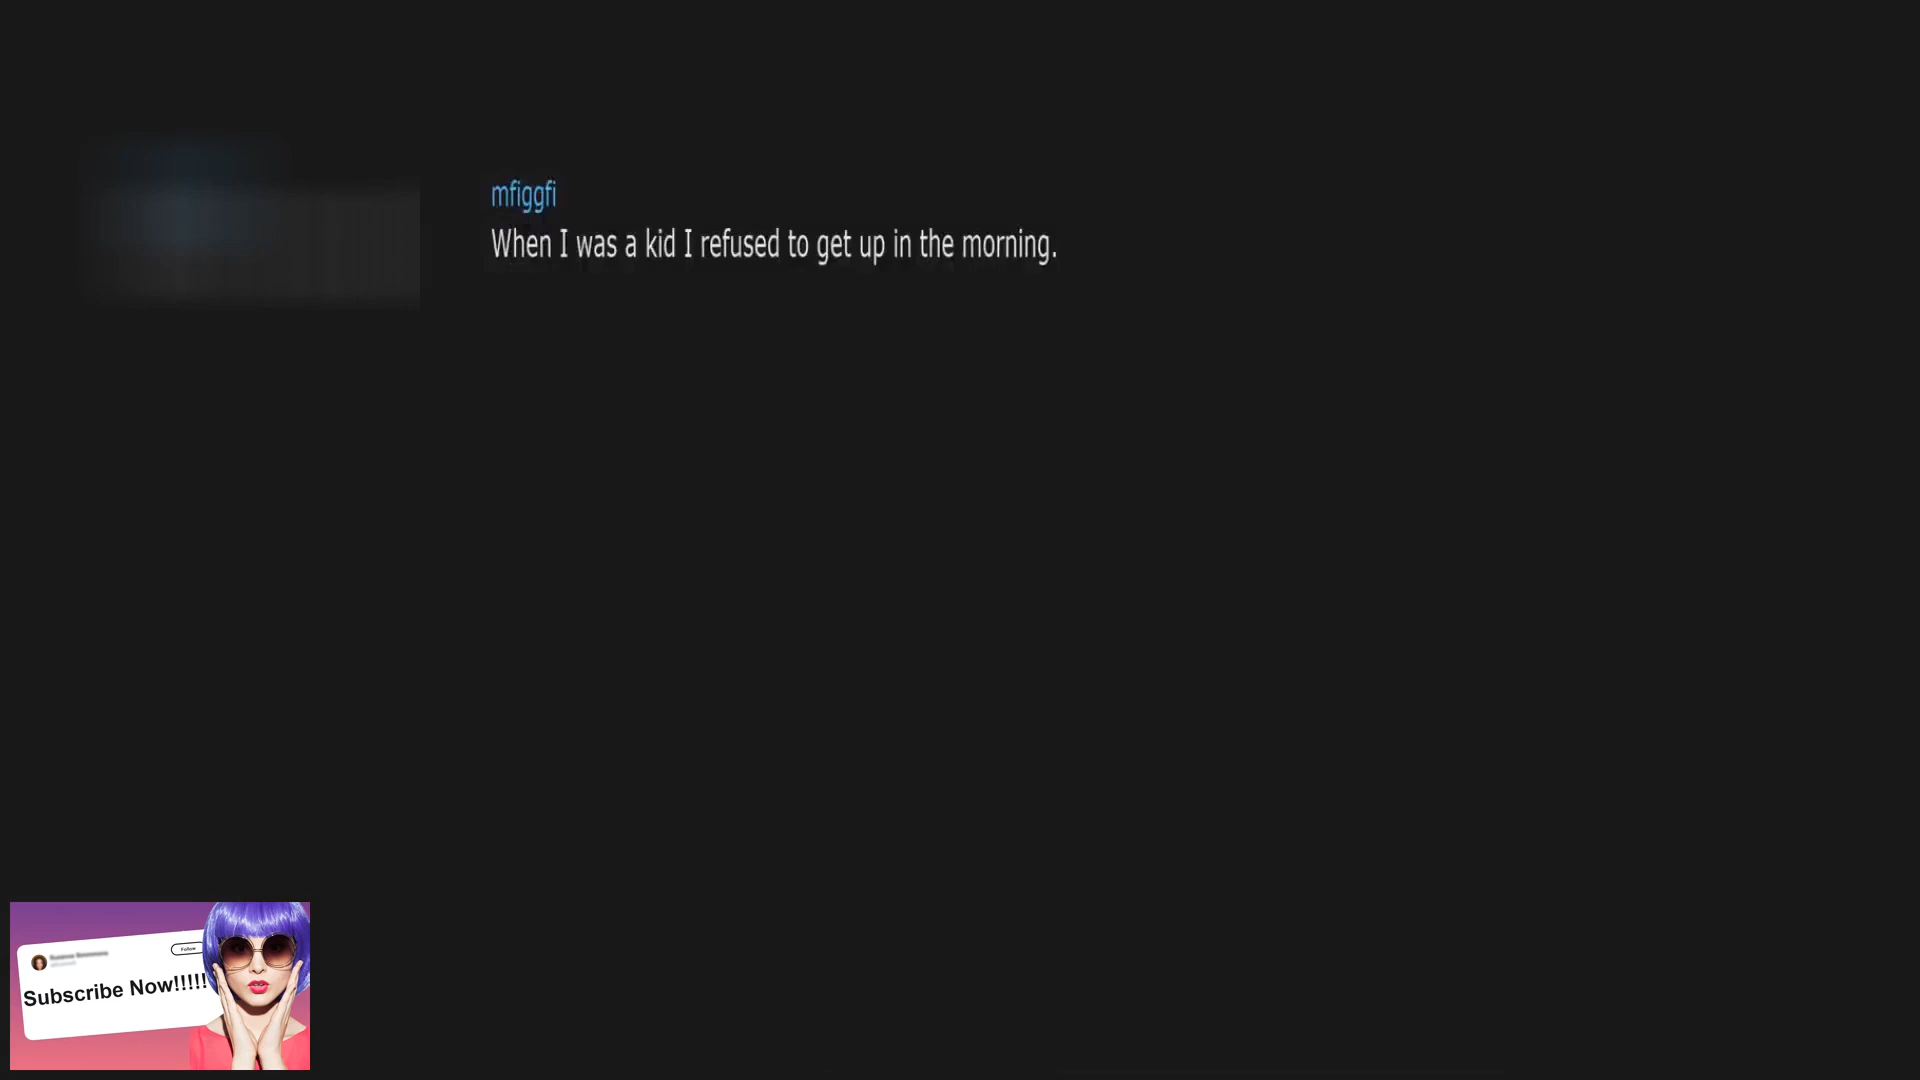 mfiggfi
When I was a kid I refused to get up in the morning.
Follow
Subscribe Now!!!!!